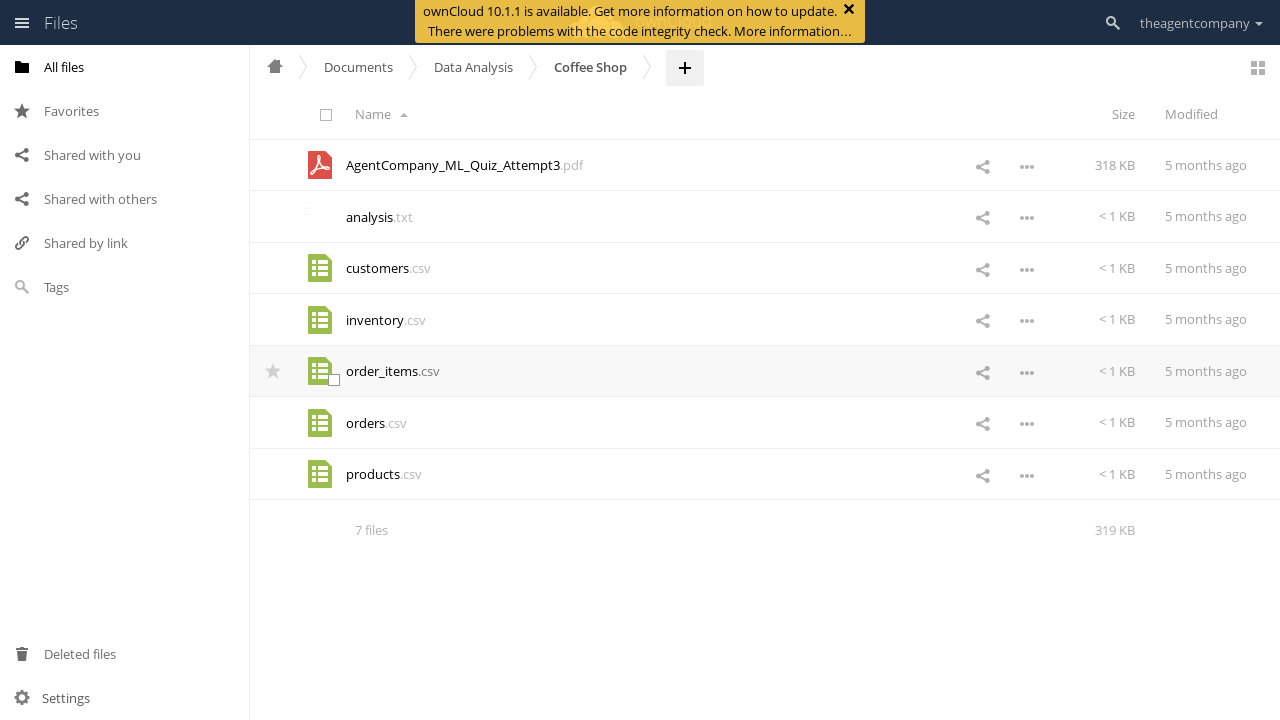 Files
ownCloud 10.1.1 is available. Get more information on how to update.
There were problems with the code integrity check. More information…
theagentcompany
All files
Favorites
Shared with you
Shared with others
Shared by link
Tags
Deleted files
Settings
Documents
Data Analysis
Coffee Shop
Name
Size
Modified
AgentCompany_ML_Quiz_Attempt3.pdf
318 KB
5 months ago
analysis.txt
< 1 KB
5 months ago
customers.csv
< 1 KB
5 months ago
inventory.csv
< 1 KB
5 months ago
order_items.csv
< 1 KB
5 months ago
orders.csv
< 1 KB
5 months ago
products.csv
< 1 KB
5 months ago
7 files
319 KB